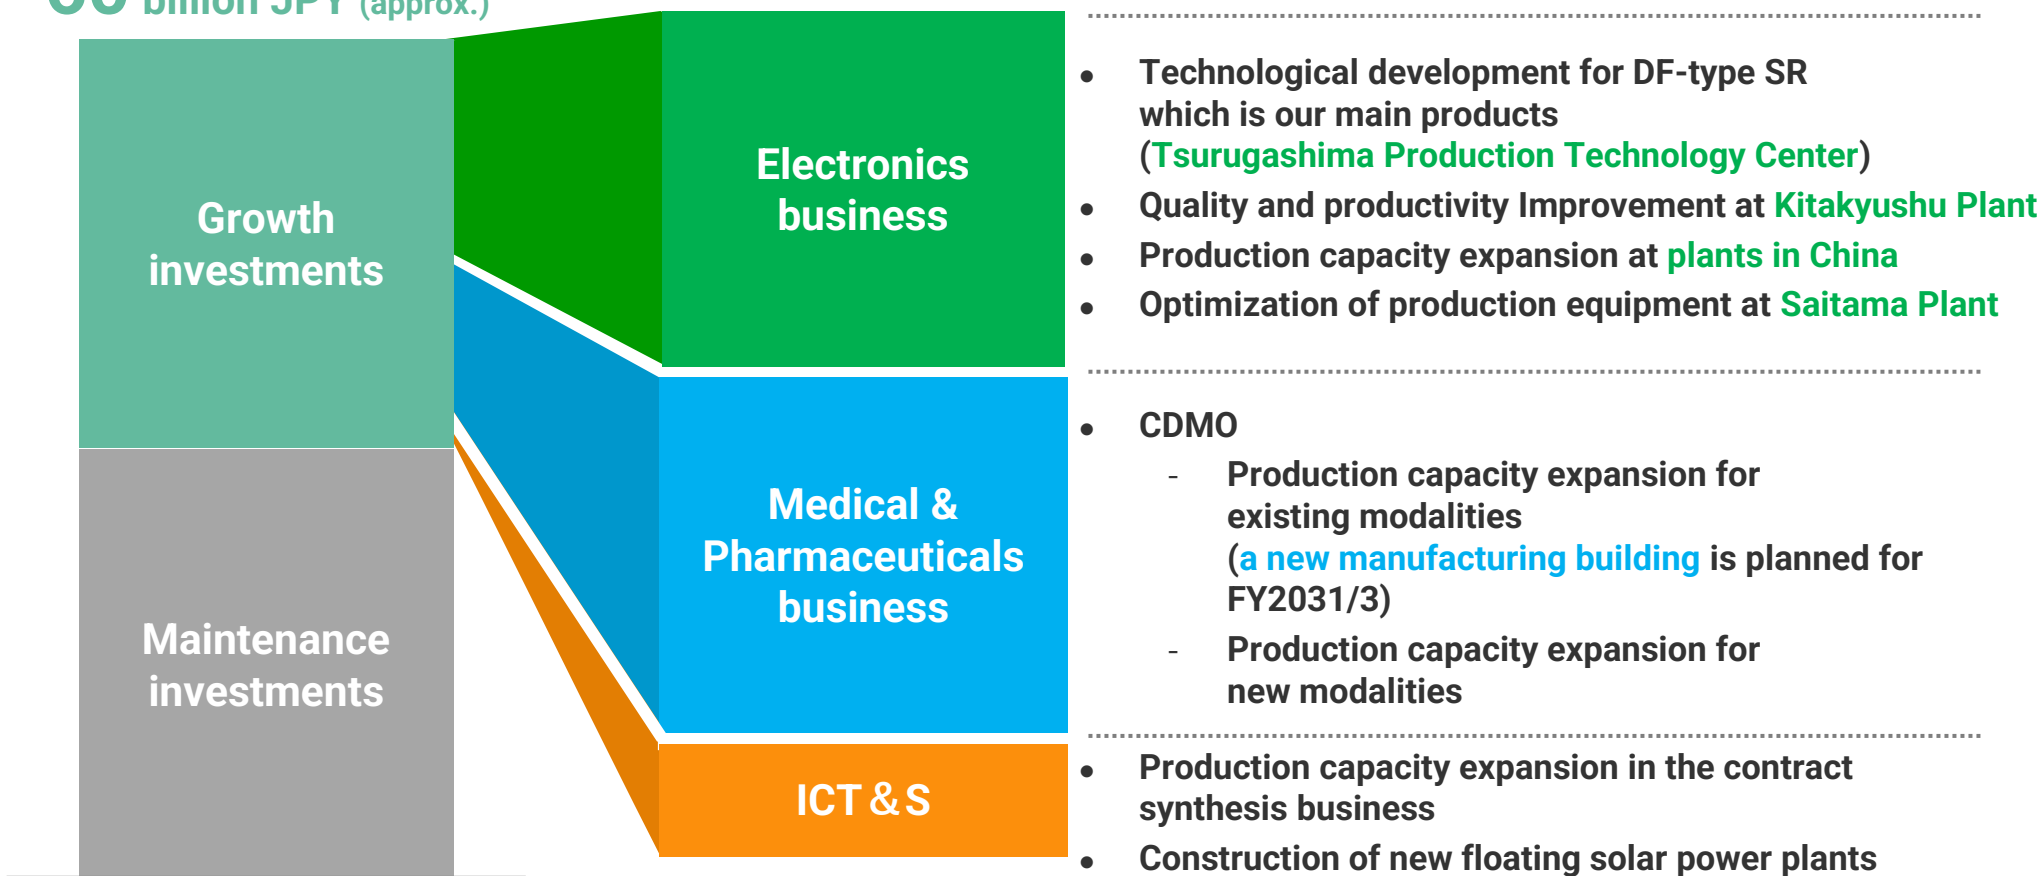 billion JPY (approx.)
Growth
investments
Maintenance
investments
Electronics
business
Medical &
Pharmaceuticals
business
ICT＆S
● Technological development for DF-type SR
which is our main products
(Tsurugashima Production Technology Center)
● Quality and productivity Improvement at Kitakyushu Plant
● Production capacity expansion at plants in China
● Optimization of production equipment at Saitama Plant
● CDMO
- Production capacity expansion for
existing modalities
(a new manufacturing building is planned for
FY2031/3)
- Production capacity expansion for
new modalities
● Production capacity expansion in the contract
synthesis business
● Construction of new floating solar power plants